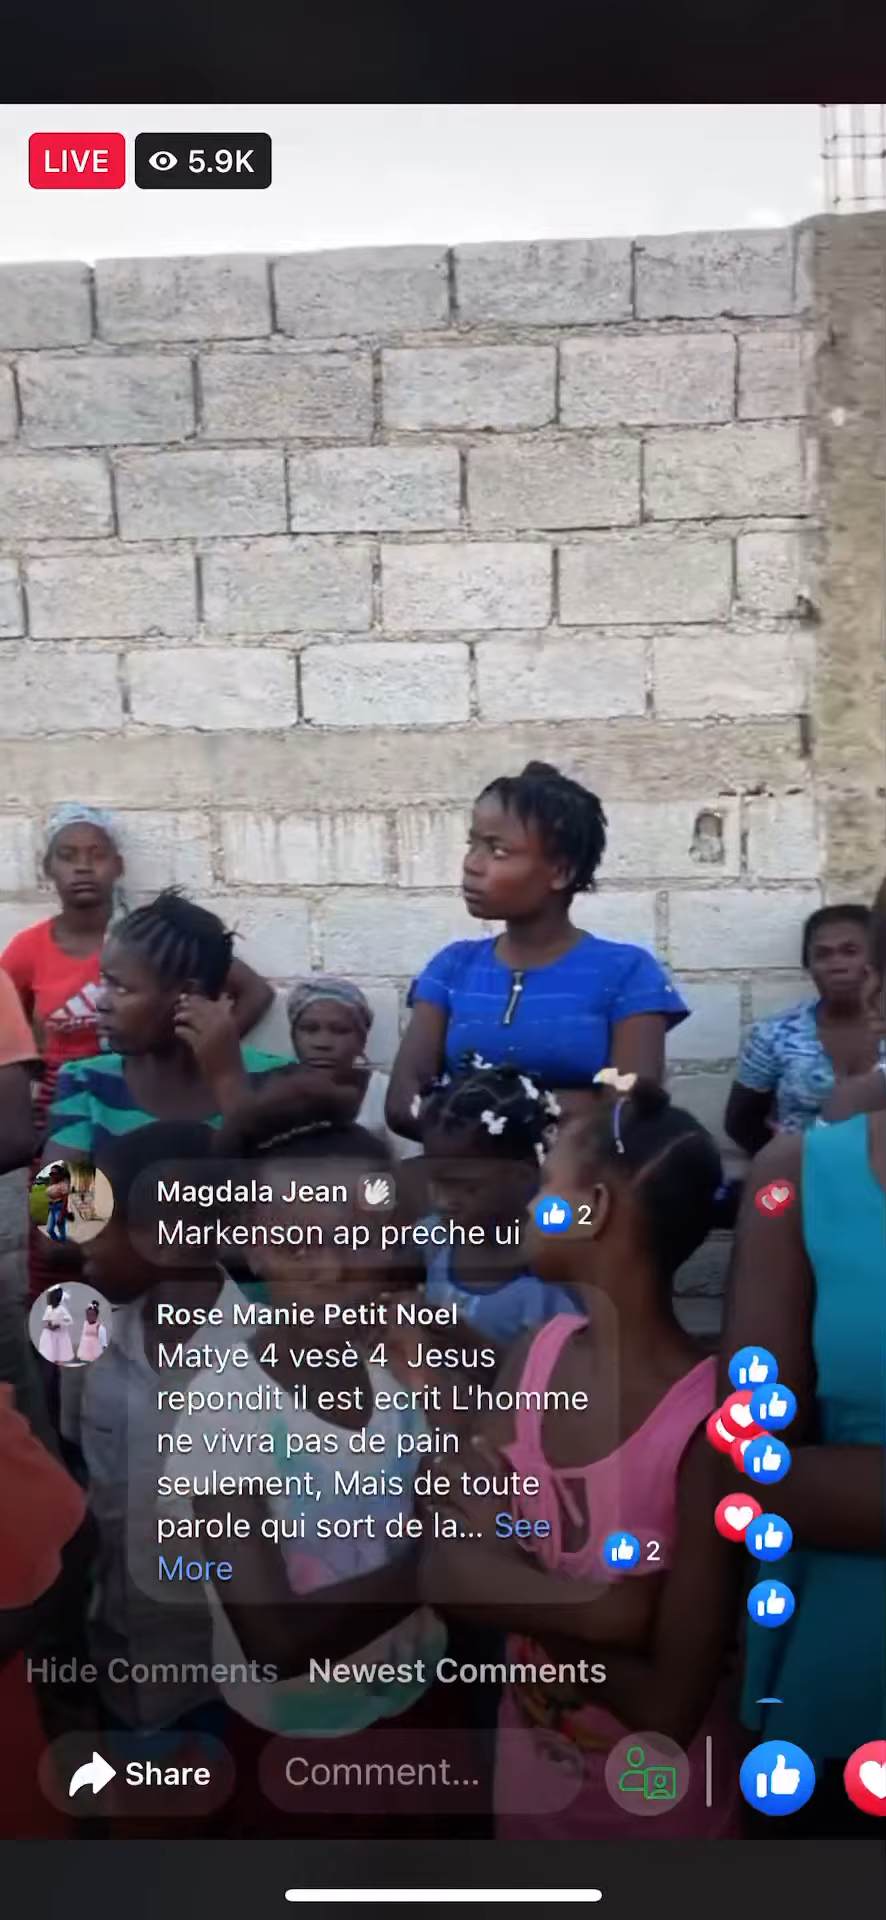 LIVE 5.9K
Magdala Jean 👋
Markenson ap preche ui
2
Rose Manie Petit Noel
Matye 4 vesè 4 Jesus
repondit il est ecrit L'homme
ne vivra pas de pain
seulement, Mais de toute
parole qui sort de la... See
More
2
Hide Comments Newest Comments
Share Comment...